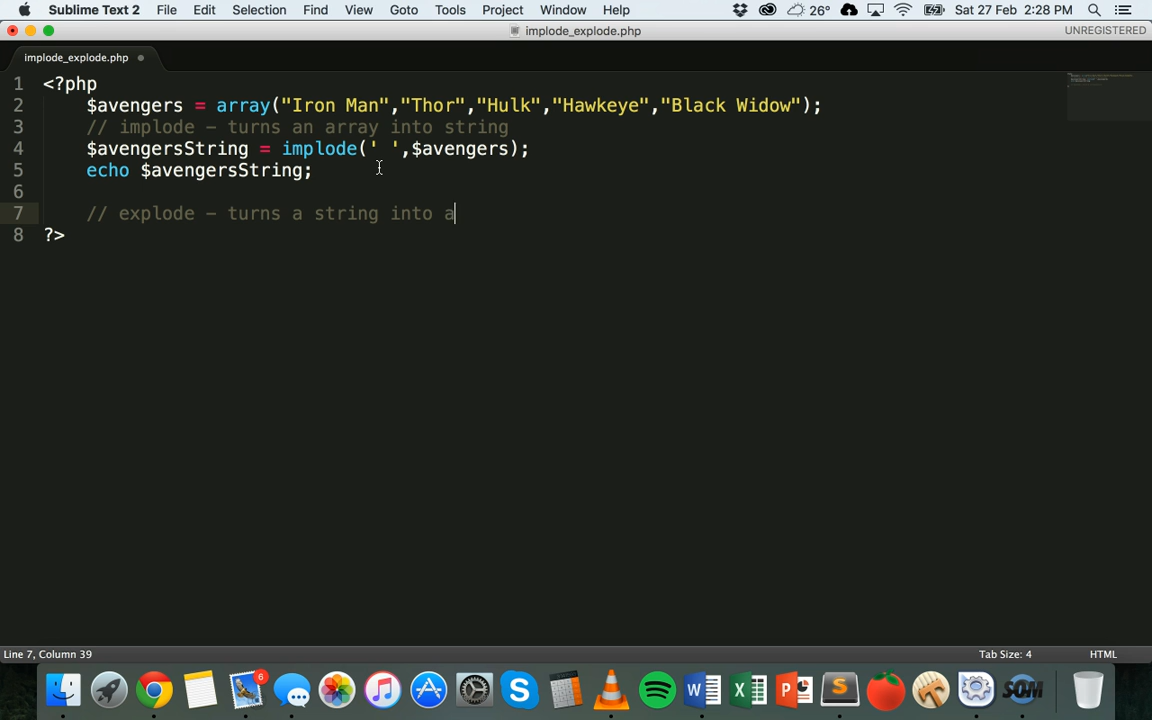 Sublime Text 2 File Edit Selection Find View Goto Tools Project Window Help 26° Sat 27 Feb 2:28 PM
implode_explode.php UNREGISTERED
implode_explode.php
1 <?php
2 $avengers = array("Iron Man","Thor","Hulk","Hawkeye","Black Widow");
3 // implode – turns an array into string
4 $avengersString = implode(' ',$avengers);
5 echo $avengersString;
6
7 // explode – turns a string into a
8 ?>
Line 7, Column 39 Tab Size: 4 HTML
6
S W X P S SOM